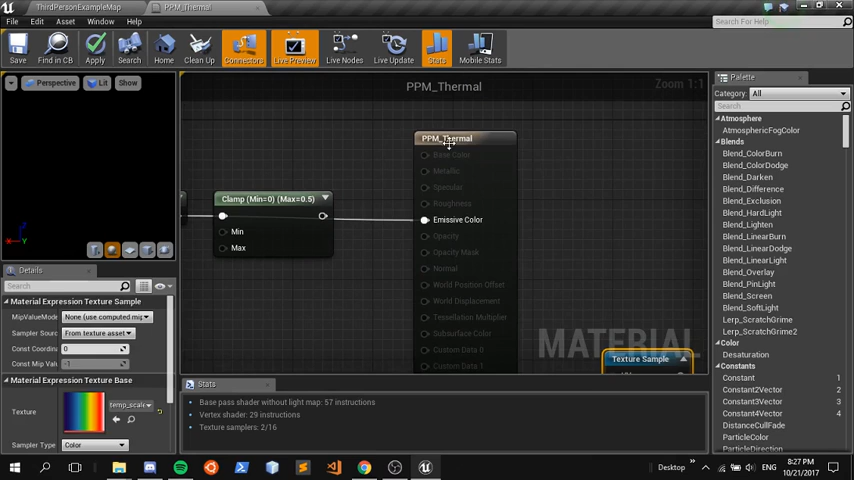 ThirdPersonExampleMap
PPM_Thermal
File Edit Asset Window Help
Search For Help
Save Find in CB Apply Search Home Clean Up Connectors Live Preview Live Nodes Live Update Stats Mobile Stats
Perspective Lit Show
PPM_Thermal
Zoom 1:1
PPM_Thermal
Base Color
Metallic
Specular
Roughness
Emissive Color
Opacity
Opacity Mask
Normal
World Position Offset
World Displacement
Tessellation Multiplier
Subsurface Color
Custom Data 0
Custom Data 1
Clamp (Min=0) (Max=0.5)
Min
Max
MATERIAL
Texture Sample
Details
Search
Material Expression Texture Sample
MipValueMode None (use computed mip
Sampler Source From texture asset
Const Coordin 0
Const Mip Val -1
Material Expression Texture Base
Texture temp_scale
Sampler Type Color
Stats
Base pass shader without light map: 57 instructions
Vertex shader: 29 instructions
Texture samplers: 2/16
Palette
Category: All
Search
Atmosphere
AtmosphericFogColor
Blends
Blend_ColorBurn
Blend_ColorDodge
Blend_Darken
Blend_Difference
Blend_Exclusion
Blend_HardLight
Blend_Lighten
Blend_LinearBurn
Blend_LinearDodge
Blend_LinearLight
Blend_Overlay
Blend_PinLight
Blend_Screen
Blend_SoftLight
Lerp_ScratchGrime
Lerp_ScratchGrime2
Color
Desaturation
Constants
Constant 1
Constant2Vector 2
Constant3Vector 3
Constant4Vector 4
DistanceCullFade
ParticleColor
Desktop
ENG
8:27 PM
10/21/2017